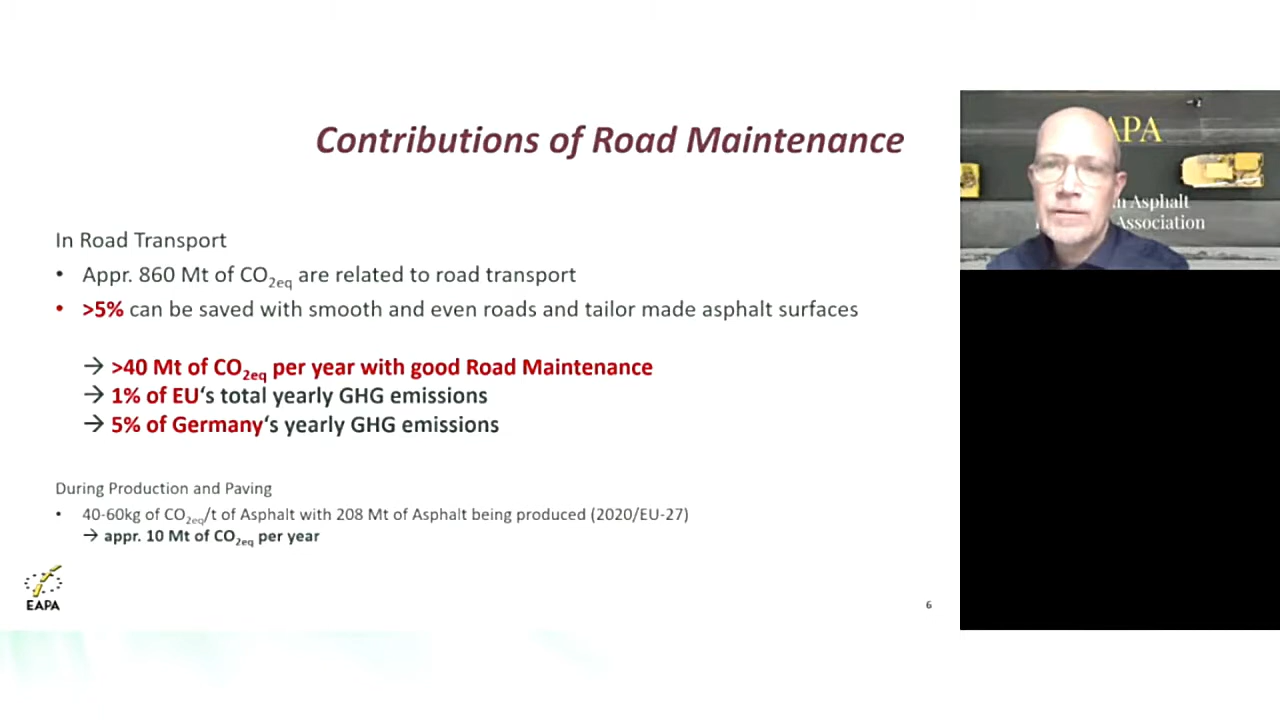 Contributions of Road Maintenance
In Road Transport
• Appr. 860 Mt of CO2eq are related to road transport
• >5% can be saved with smooth and even roads and tailor made asphalt surfaces
→ >40 Mt of CO2eq per year with good Road Maintenance
→ 1% of EU‘s total yearly GHG emissions
→ 5% of Germany‘s yearly GHG emissions
During Production and Paving
• 40-60kg of CO2eq/t of Asphalt with 208 Mt of Asphalt being produced (2020/EU-27)
→ appr. 10 Mt of CO2eq per year
EAPA
6
APA
n Asphalt
Association